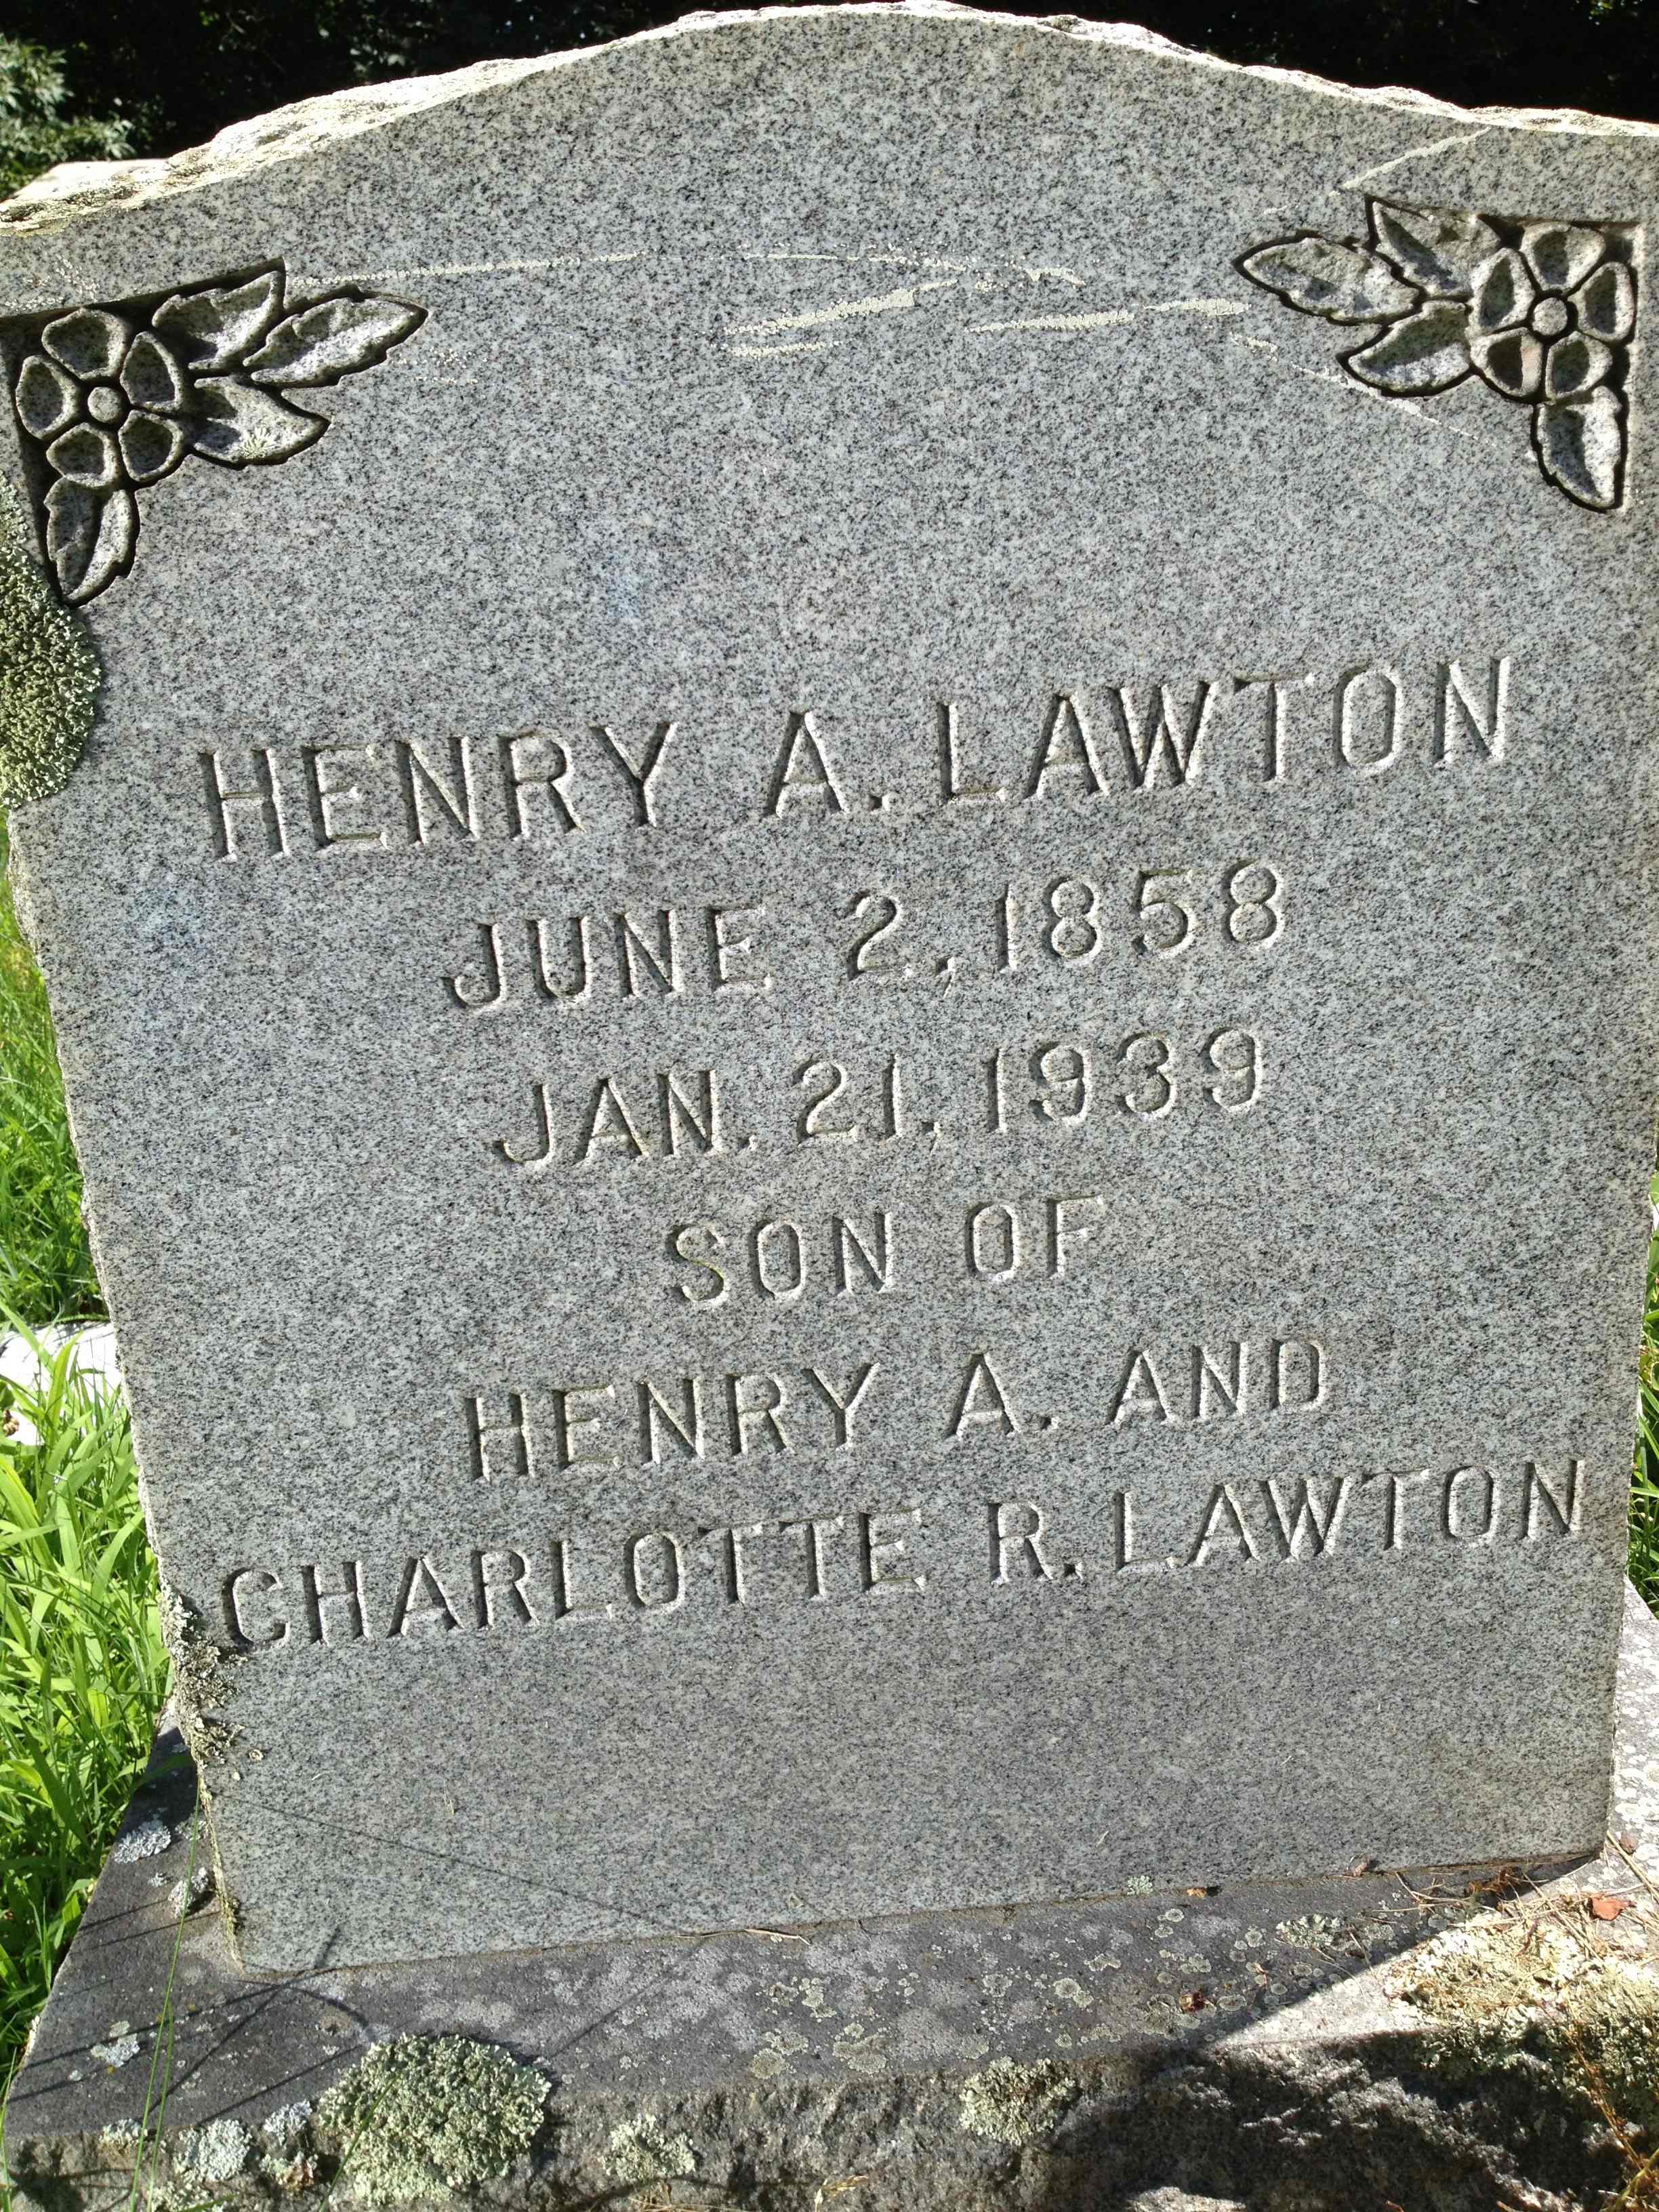 HENRY A. LAWTON
JUNE 2, 1858
JAN. 21, 1939
SON OF
HENRY A. AND
CHARLOTTE R. LAWTON